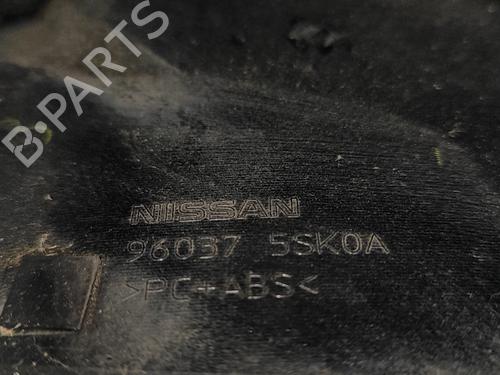 B-PARTS
NISSAN
96037 5SK0A
>PC+ABS<